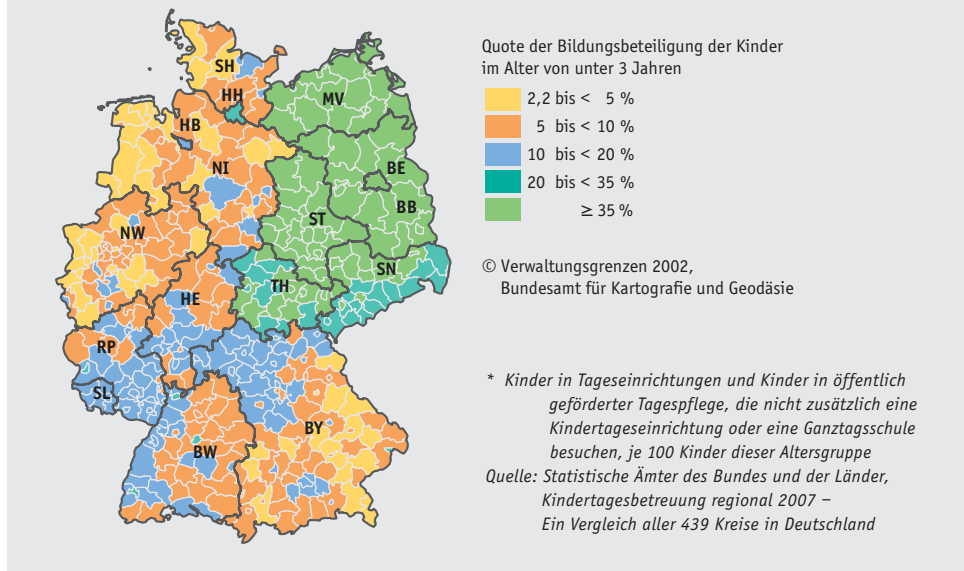 Quote der Bildungsbeteiligung der Kinder
im Alter von unter 3 Jahren
2,2 bis < 5 %
5 bis < 10 %
10 bis < 20 %
20 bis < 35 %
≥ 35 %
© Verwaltungsgrenzen 2002,
Bundesamt für Kartografie und Geodäsie
* Kinder in Tageseinrichtungen und Kinder in öffentlich
geförderter Tagespflege, die nicht zusätzlich eine
Kindertageseinrichtung oder eine Ganztagsschule
besuchen, je 100 Kinder dieser Altersgruppe
Quelle: Statistische Ämter des Bundes und der Länder,
Kindertagesbetreuung regional 2007 –
Ein Vergleich aller 439 Kreise in Deutschland
SH
HH
MV
HB
NI
BE
BB
ST
NW
SN
TH
HE
RP
SL
BY
BW